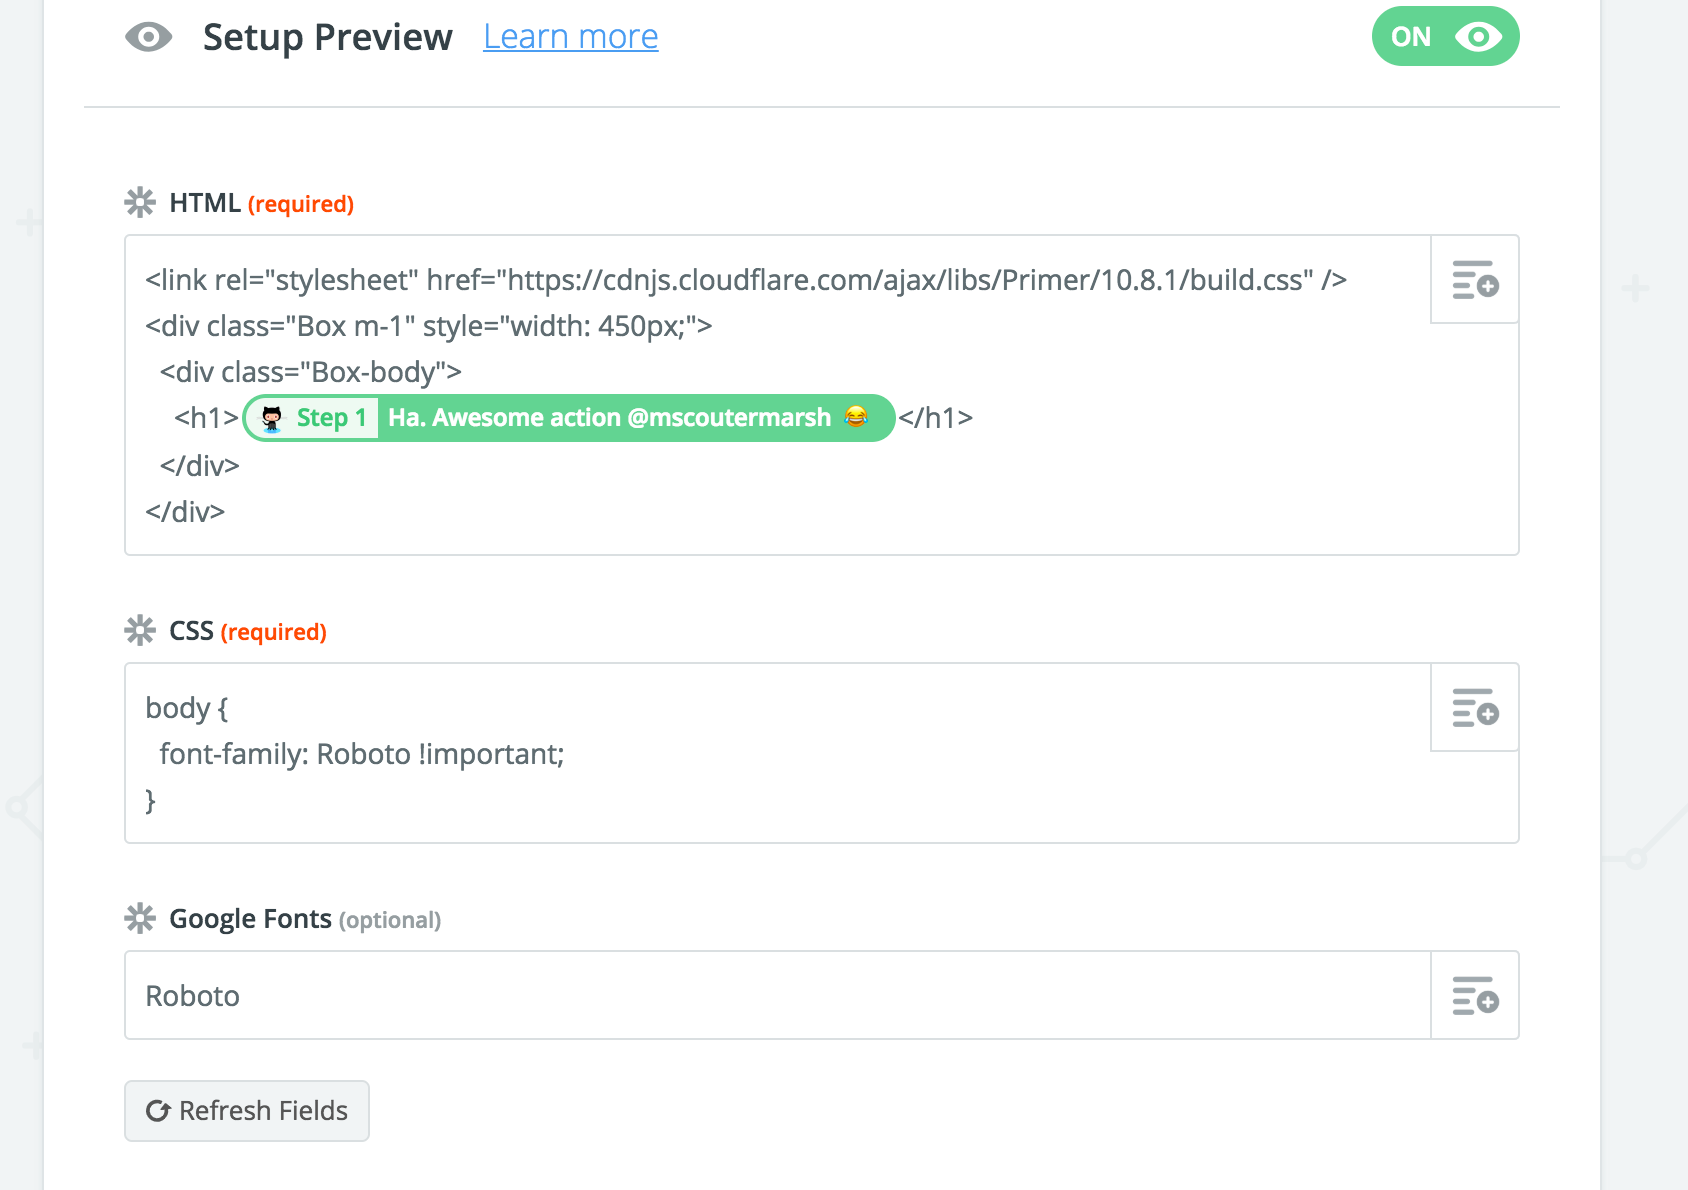 Setup Preview Learn more ON
HTML (required)
<link rel="stylesheet" href="https://cdnjs.cloudflare.com/ajax/libs/Primer/10.8.1/build.css" />
<div class="Box m-1" style="width: 450px;">
<div class="Box-body">
<h1> Step 1 Ha. Awesome action @mscoutermarsh 😂 </h1>
</div>
</div>
CSS (required)
body {
font-family: Roboto !important;
}
Google Fonts (optional)
Roboto
Refresh Fields